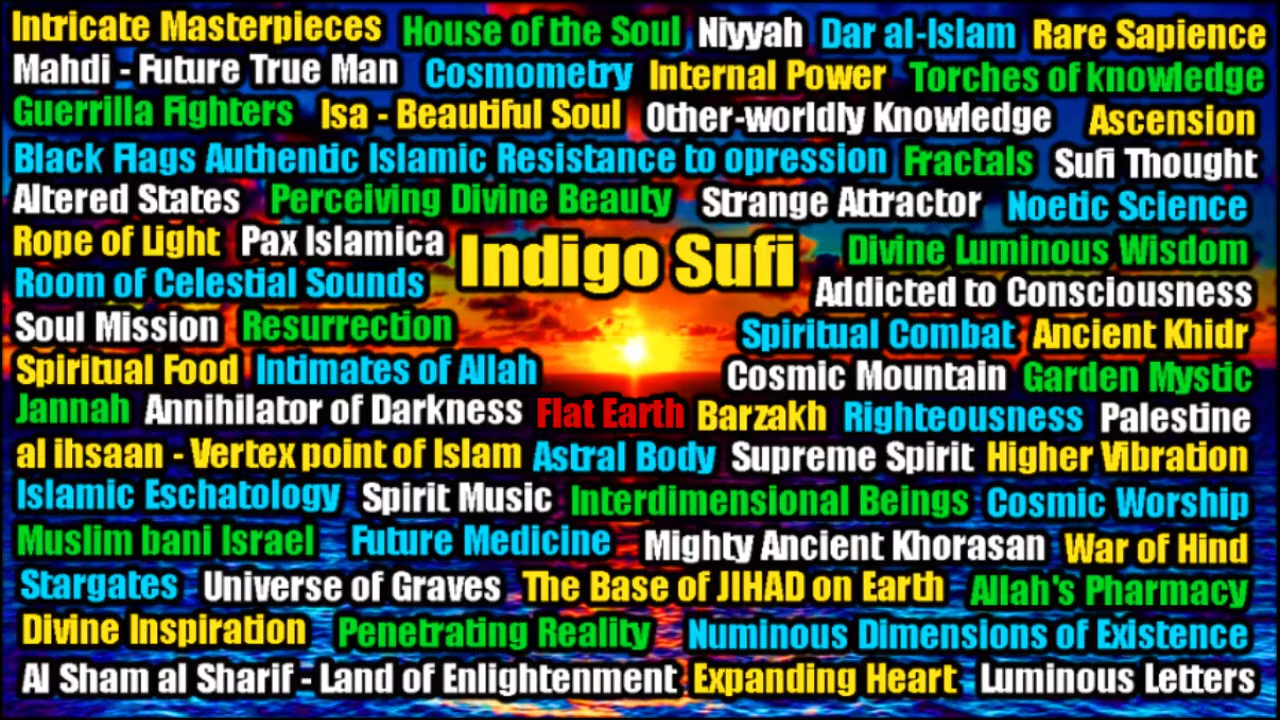 Intricate Masterpieces House of the Soul Niyyah Dar al-Islam Rare Sapience
Mahdi - Future True Man Cosmometry Internal Power Torches of knowledge
Guerrilla Fighters Isa - Beautiful Soul Other-worldly Knowledge Ascension
Black Flags Authentic Islamic Resistance to opression Fractals Sufi Thought
Altered States Perceiving Divine Beauty Strange Attractor Noetic Science
Rope of Light Pax Islamica Indigo Sufi Divine Luminous Wisdom
Room of Celestial Sounds Addicted to Consciousness
Soul Mission Resurrection Spiritual Combat Ancient Khidr
Spiritual Food Intimates of Allah Cosmic Mountain Garden Mystic
Jannah Annihilator of Darkness Flat Earth Barzakh Righteousness Palestine
al ihsaan - Vertex point of Islam Astral Body Supreme Spirit Higher Vibration
Islamic Eschatology Spirit Music Interdimensional Beings Cosmic Worship
Muslim bani Israel Future Medicine Mighty Ancient Khorasan War of Hind
Stargates Universe of Graves The Base of JIHAD on Earth Allah's Pharmacy
Divine Inspiration Penetrating Reality Numinous Dimensions of Existence
Al Sham al Sharif - Land of Enlightenment Expanding Heart Luminous Letters